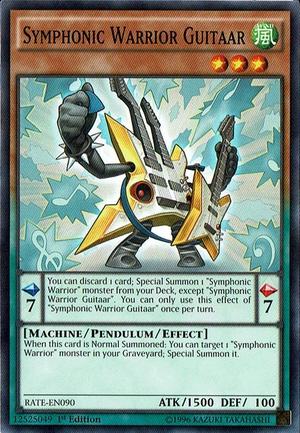 SYMPHONIC WARRIOR GUITAAR
風
You can discard 1 card; Special Summon 1 "Symphonic
Warrior" monster from your Deck, except "Symphonic
Warrior Guitaar". You can only use this effect of
"Symphonic Warrior Guitaar" once per turn.
7
7
[MACHINE/PENDULUM/EFFECT]
When this card is Normal Summoned: You can target 1 "Symphonic
Warrior" monster in your Graveyard; Special Summon it.
RATE-EN090
ATK/1500 DEF/ 100
12525049 1st Edition
©1996 KAZUKI TAKAHASHI